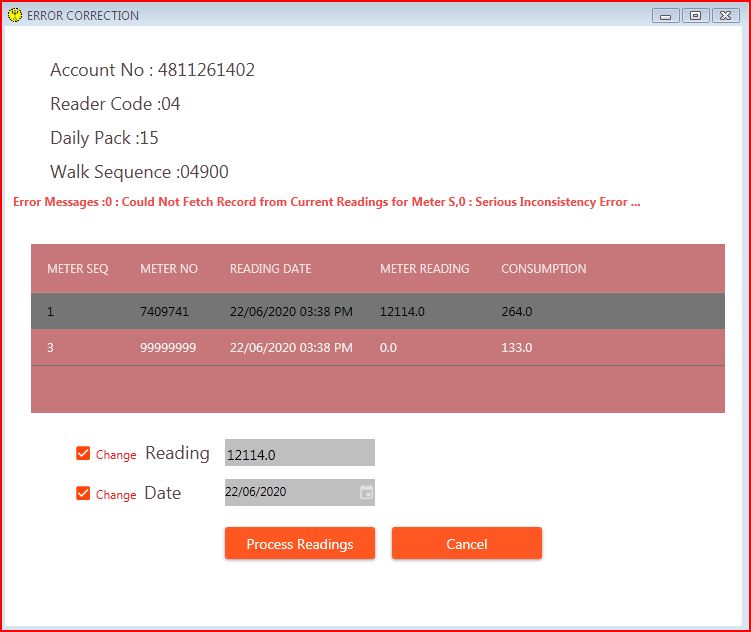 ERROR CORRECTION
Account No : 4811261402
Reader Code :04
Daily Pack :15
Walk Sequence :04900
Error Messages :0 : Could Not Fetch Record from Current Readings for Meter S,0 : Serious Inconsistency Error ...
METER SEQ METER NO READING DATE METER READING CONSUMPTION
1 7409741 22/06/2020 03:38 PM 12114.0 264.0
3 99999999 22/06/2020 03:38 PM 0.0 133.0
Change Reading 12114.0
Change Date 22/06/2020
Process Readings Cancel